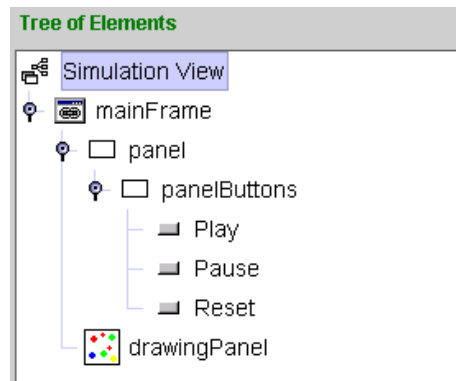 Tree of Elements
Simulation View
mainFrame
panel
panelButtons
Play
Pause
Reset
drawingPanel